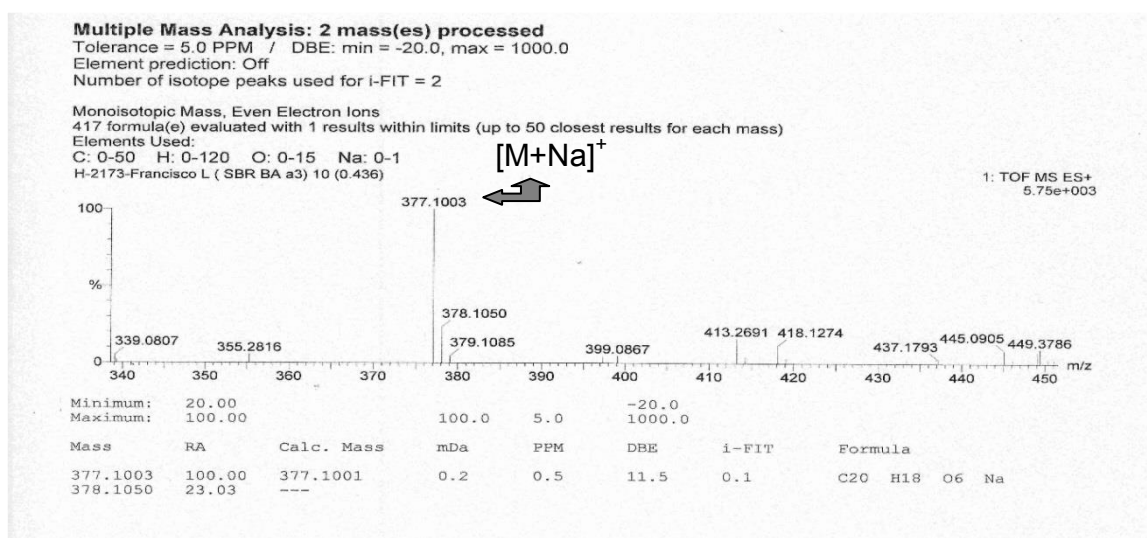 Multiple Mass Analysis: 2 mass(es) processed
Tolerance = 5.0 PPM / DBE: min = -20.0, max = 1000.0
Element prediction: Off
Number of isotope peaks used for i-FIT = 2
Monoisotopic Mass, Even Electron Ions
417 formula(e) evaluated with 1 results within limits (up to 50 closest results for each mass)
Elements Used:
C: 0-50 H: 0-120 O: 0-15 Na: 0-1
H-2173-Francisco L ( SBR BA a3) 10 (0.436)
[M+Na]+
1: TOF MS ES+
5.75e+003
100
377.1003
%
378.1050
339.0807 355.2816 379.1085 399.0867 413.2691 418.1274 437.1793 445.0905 449.3786
0
340 350 360 370 380 390 400 410 420 430 440 450 m/z
Minimum: 20.00 -20.0
Maximum: 100.00 100.0 5.0 1000.0
Mass RA Calc. Mass mDa PPM DBE i-FIT Formula
377.1003 100.00 377.1001 0.2 0.5 11.5 0.1 C20 H18 O6 Na
378.1050 23.03 ---